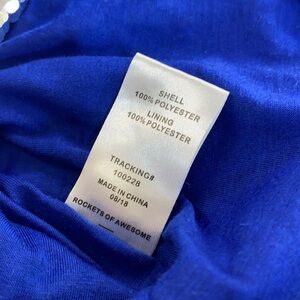 SHELL
100% POLYESTER
LINING
100% POLYESTER
TRACKING#
100228
MADE IN CHINA
08/18
ROCKETS OF AWESOME